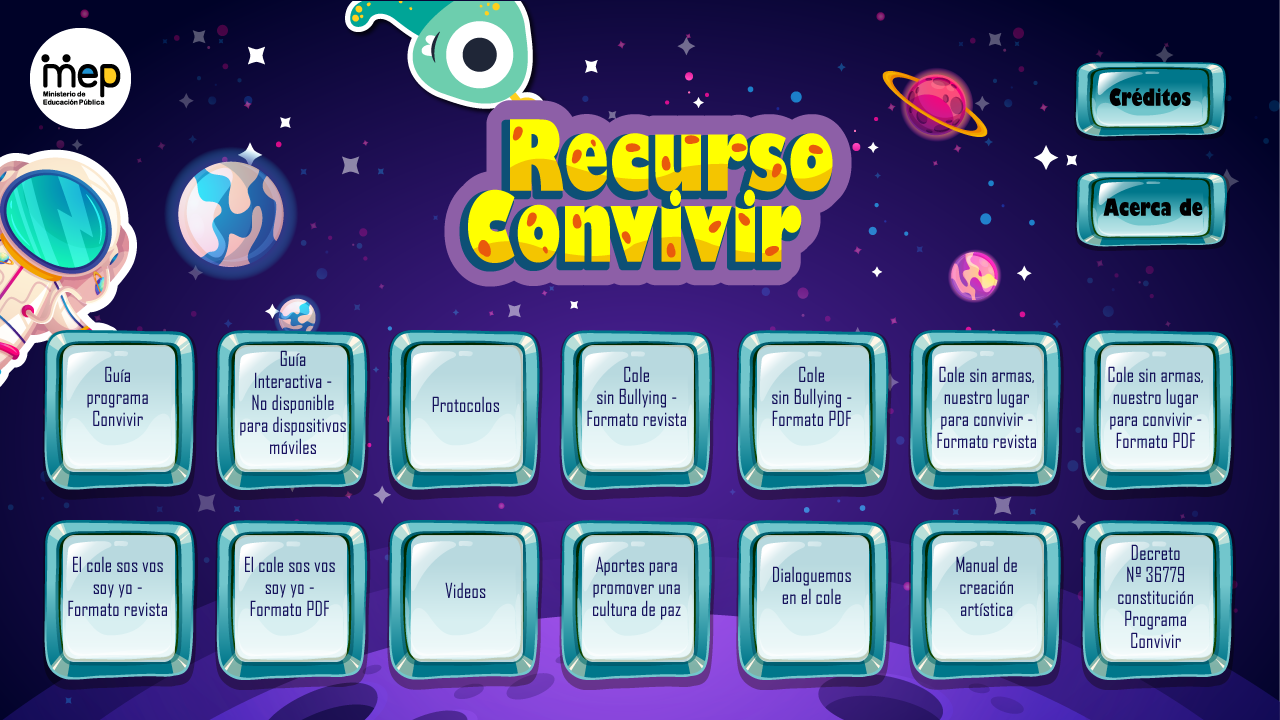 mep
Ministerio de
Educación Pública
Recurso
Convivir
Créditos
Acerca de
Guía
programa
Convivir
Guía
Interactiva -
No disponible
para dispositivos
móviles
Protocolos
Cole
sin Bullying -
Formato revista
Cole
sin Bullying -
Formato PDF
Cole sin armas,
nuestro lugar
para convivir -
Formato revista
Cole sin armas,
nuestro lugar
para convivir -
Formato PDF
El cole sos vos
soy yo -
Formato revista
El cole sos vos
soy yo -
Formato PDF
Videos
Aportes para
promover una
cultura de paz
Dialoguemos
en el cole
Manual de
creación
artística
Decreto
Nº 36779
constitución
Programa
Convivir